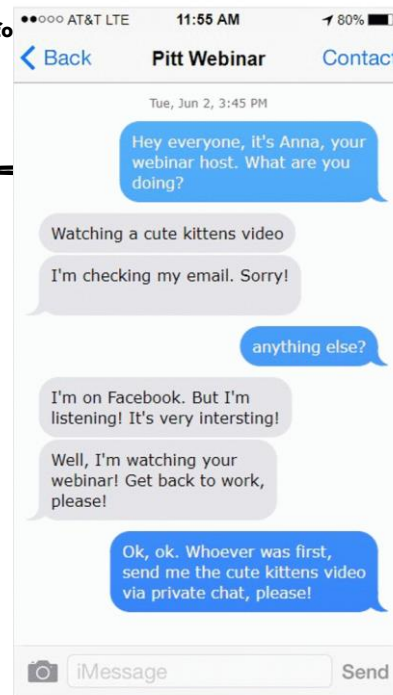 AT&T LTE 11:55 AM 80%
Back Pitt Webinar Contact
Tue, Jun 2, 3:45 PM
Hey everyone, it's Anna, your
webinar host. What are you
doing?
Watching a cute kittens video
I'm checking my email. Sorry!
anything else?
I'm on Facebook. But I'm
listening! It's very intersting!
Well, I'm watching your
webinar! Get back to work,
please!
Ok, ok. Whoever was first,
send me the cute kittens video
via private chat, please!
iMessage Send